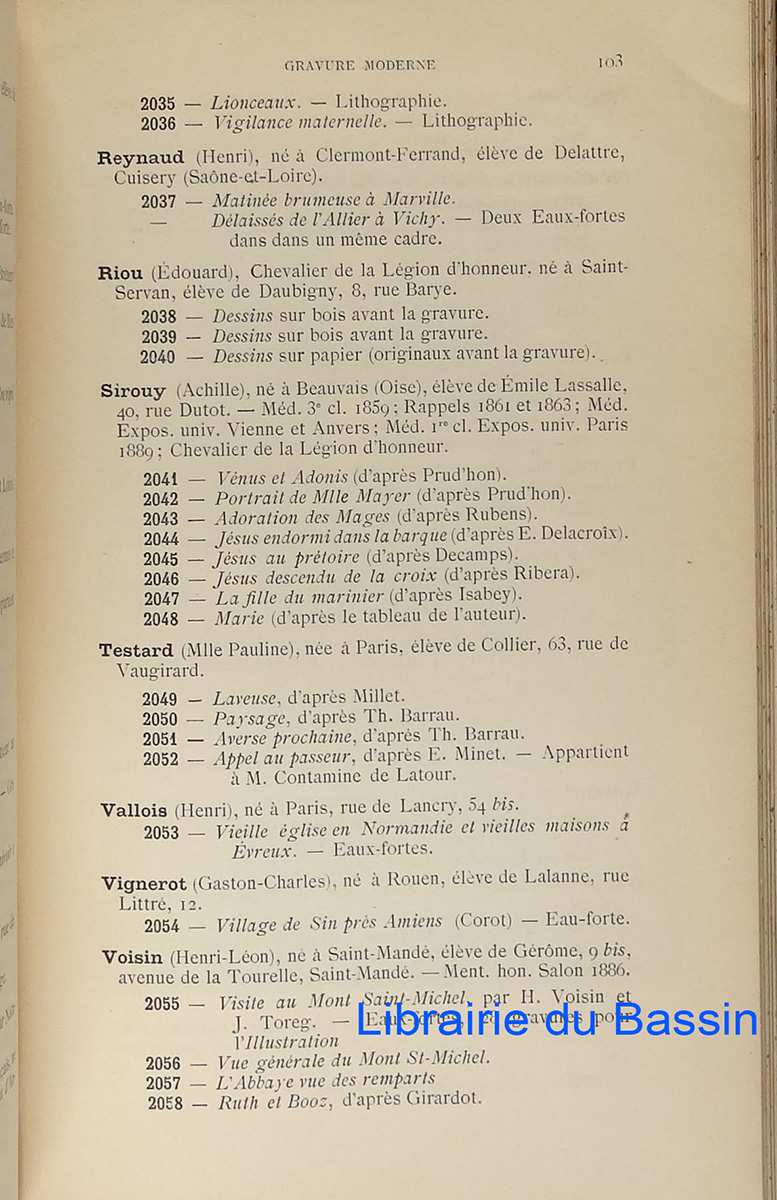 GRAVURE MODERNE 103
2035 — Lionceaux. — Lithographie.
2036 — Vigilance maternelle. — Lithographie.
Reynaud (Henri), né à Clermont-Ferrand, élève de Delattre,
Cuisery (Saône-et-Loire).
2037 — Matinée brumeuse à Marville.
— Délaissés de l'Allier à Vichy. — Deux Eaux-fortes
dans dans un même cadre.
Riou (Édouard), Chevalier de la Légion d'honneur, né à Saint-
Servan, élève de Daubigny, 8, rue Barye.
2038 — Dessins sur bois avant la gravure.
2039 — Dessins sur bois avant la gravure.
2040 — Dessins sur papier (originaux avant la gravure).
Sirouy (Achille), né à Beauvais (Oise), élève de Émile Lassalle,
40, rue Dutot. — Méd. 3e cl. 1859; Rappels 1861 et 1863; Méd.
Expos. univ. Vienne et Anvers; Méd. 1re cl. Expos. univ. Paris
1889; Chevalier de la Légion d'honneur.
2041 — Vénus et Adonis (d'après Prud'hon).
2042 — Portrait de Mlle Mayer (d'après Prud'hon).
2043 — Adoration des Mages (d'après Rubens).
2044 — Jésus endormi dans la barque (d'après E. Delacroix).
2045 — Jésus au prétoire (d'après Decamps).
2046 — Jésus descendu de la croix (d'après Ribera).
2047 — La fille du marinier (d'après Isabey).
2048 — Marie (d'après le tableau de l'auteur).
Testard (Mlle Pauline), née à Paris, élève de Collier, 63, rue de
Vaugirard.
2049 — Laveuse, d'après Millet.
2050 — Paysage, d'après Th. Barrau.
2051 — Averse prochaine, d'après Th. Barrau.
2052 — Appel au passeur, d'après E. Minet. — Appartient
à M. Contamine de Latour.
Vallois (Henri), né à Paris, rue de Lancry, 54 bis.
2053 — Vieille église en Normandie et vieilles maisons à
Évreux. — Eaux-fortes.
Vignerot (Gaston-Charles), né à Rouen, élève de Lalanne, rue
Littré, 12.
2054 — Village de Sin près Amiens (Corot) — Eau-forte.
Voisin (Henri-Léon), né à Saint-Mandé, élève de Gérôme, 9 bis,
avenue de la Tourelle, Saint-Mandé. — Ment. hon. Salon 1886.
2055 — Visite au Mont Saint-Michel, par H. Voisin et
J. Toreg. — Eaux-fortes, gravures pour
l'Illustration
Librairie du Bassin
2056 — Vue générale du Mont St-Michel.
2057 — L'Abbaye vue des remparts
2058 — Ruth et Booz, d'après Girardot.